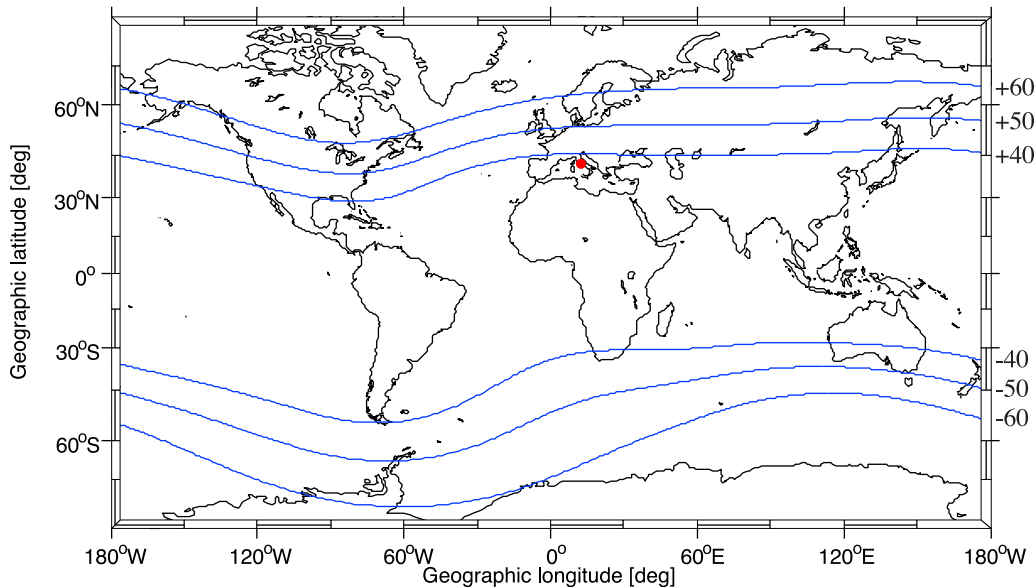 +60
60°N
+50
+40
30°N
0°
30°S
-40
-50
-60
60°S
Geographic latitude [deg]
180°W 120°W 60°W 0° 60°E 120°E 180°W
Geographic longitude [deg]